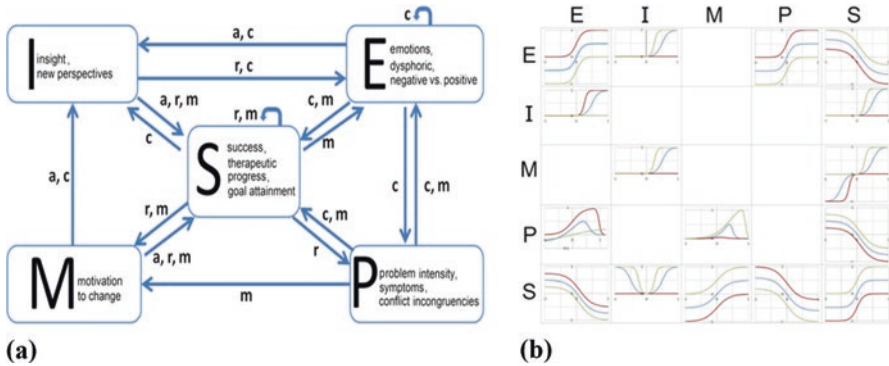 c
E I M P S
a, c
I insight,
new perspectives
E emotions,
dysphoric,
negative vs. positive
r, c
E
a, r, m
r, m
c, m
c
m
I
S success,
therapeutic
progress,
goal attainment
a, c
c
c, m
M
r, m
c, m
a, r, m
r
P
M motivation
to change
P problem intensity,
symptoms,
conflict incongruencies
m
S
(a)
(b)